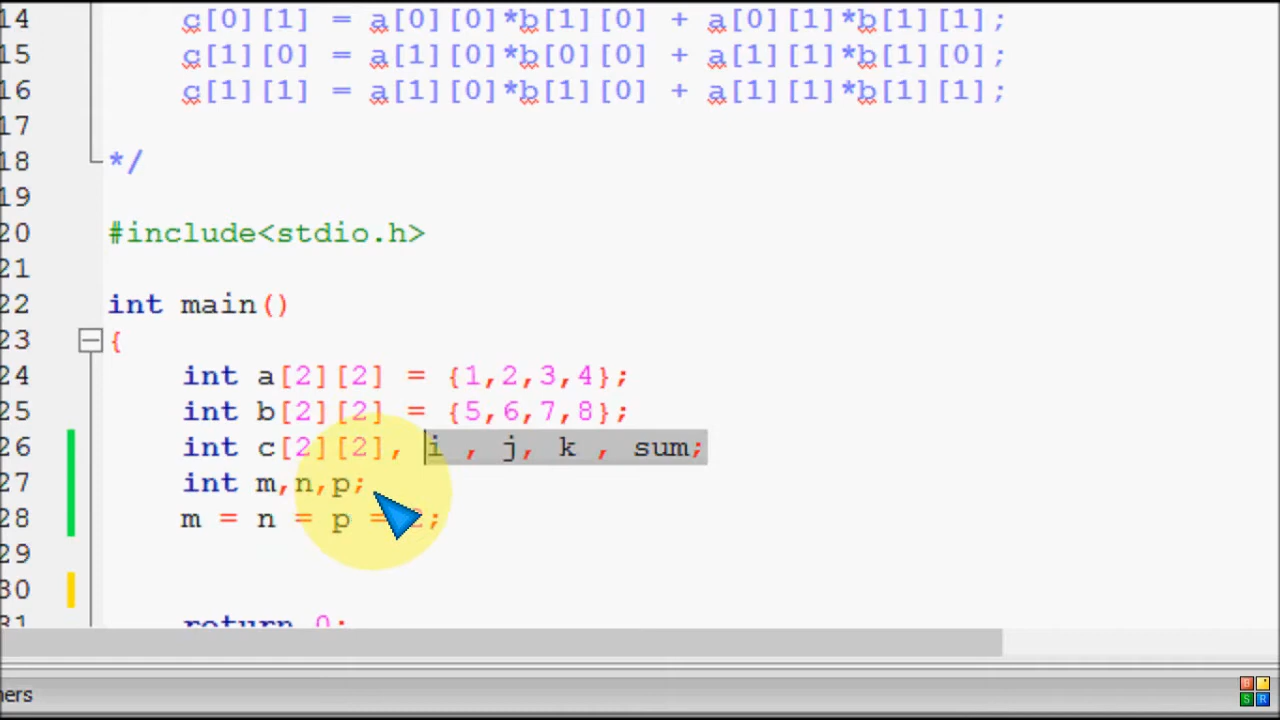 14 c[0][1] = a[0][0]*b[1][0] + a[0][1]*b[1][1];
15 c[1][0] = a[1][0]*b[0][0] + a[1][1]*b[1][0];
16 c[1][1] = a[1][0]*b[1][0] + a[1][1]*b[1][1];
17
18 */
19
20 #include<stdio.h>
21
22 int main()
23 {
24 int a[2][2] = {1,2,3,4};
25 int b[2][2] = {5,6,7,8};
26 int c[2][2], i , j, k , sum;
27 int m,n,p;
28 m = n = p = 2;
29
30
31 return 0;
ners